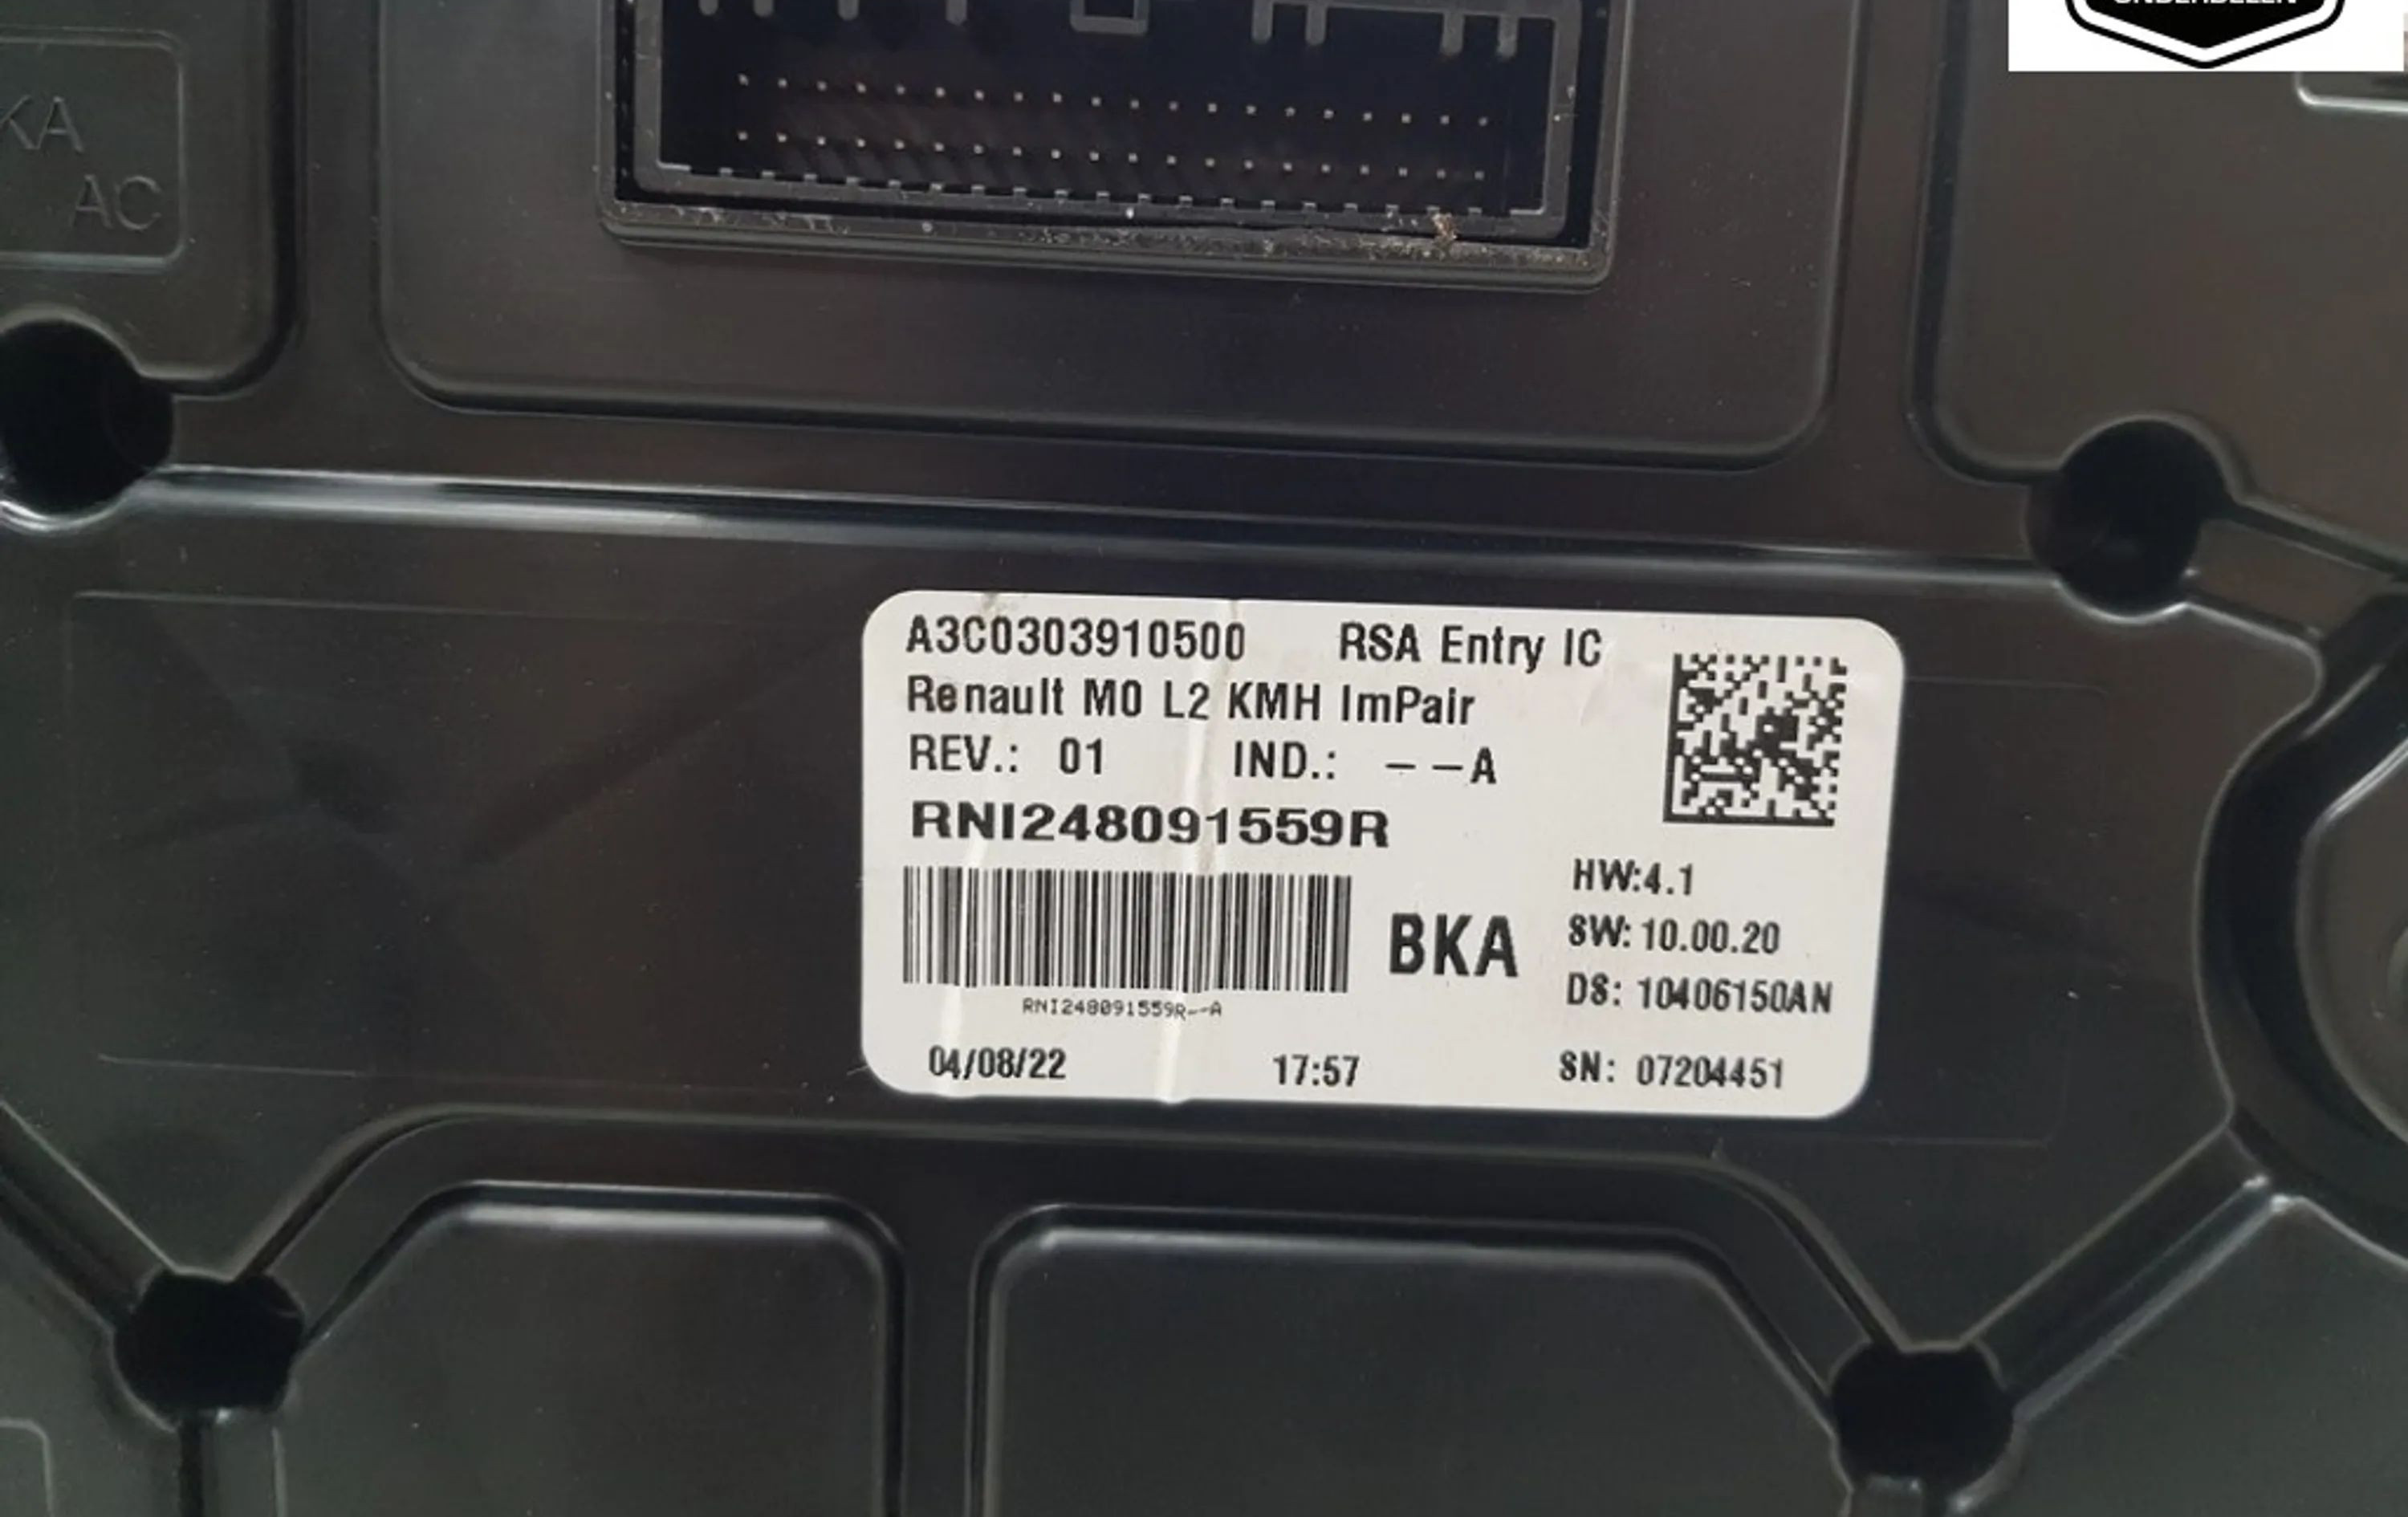 ONDERDELEN
KA
AC
A3C0303910500 RSA Entry IC
Renault M0 L2 KMH ImPair
REV.: 01 IND.: – –A
RNI248091559R
HW:4.1
BKA
SW: 10.00.20
DS: 10406150AN
RNI248091559R--A
04/08/22 17:57 SN: 07204451